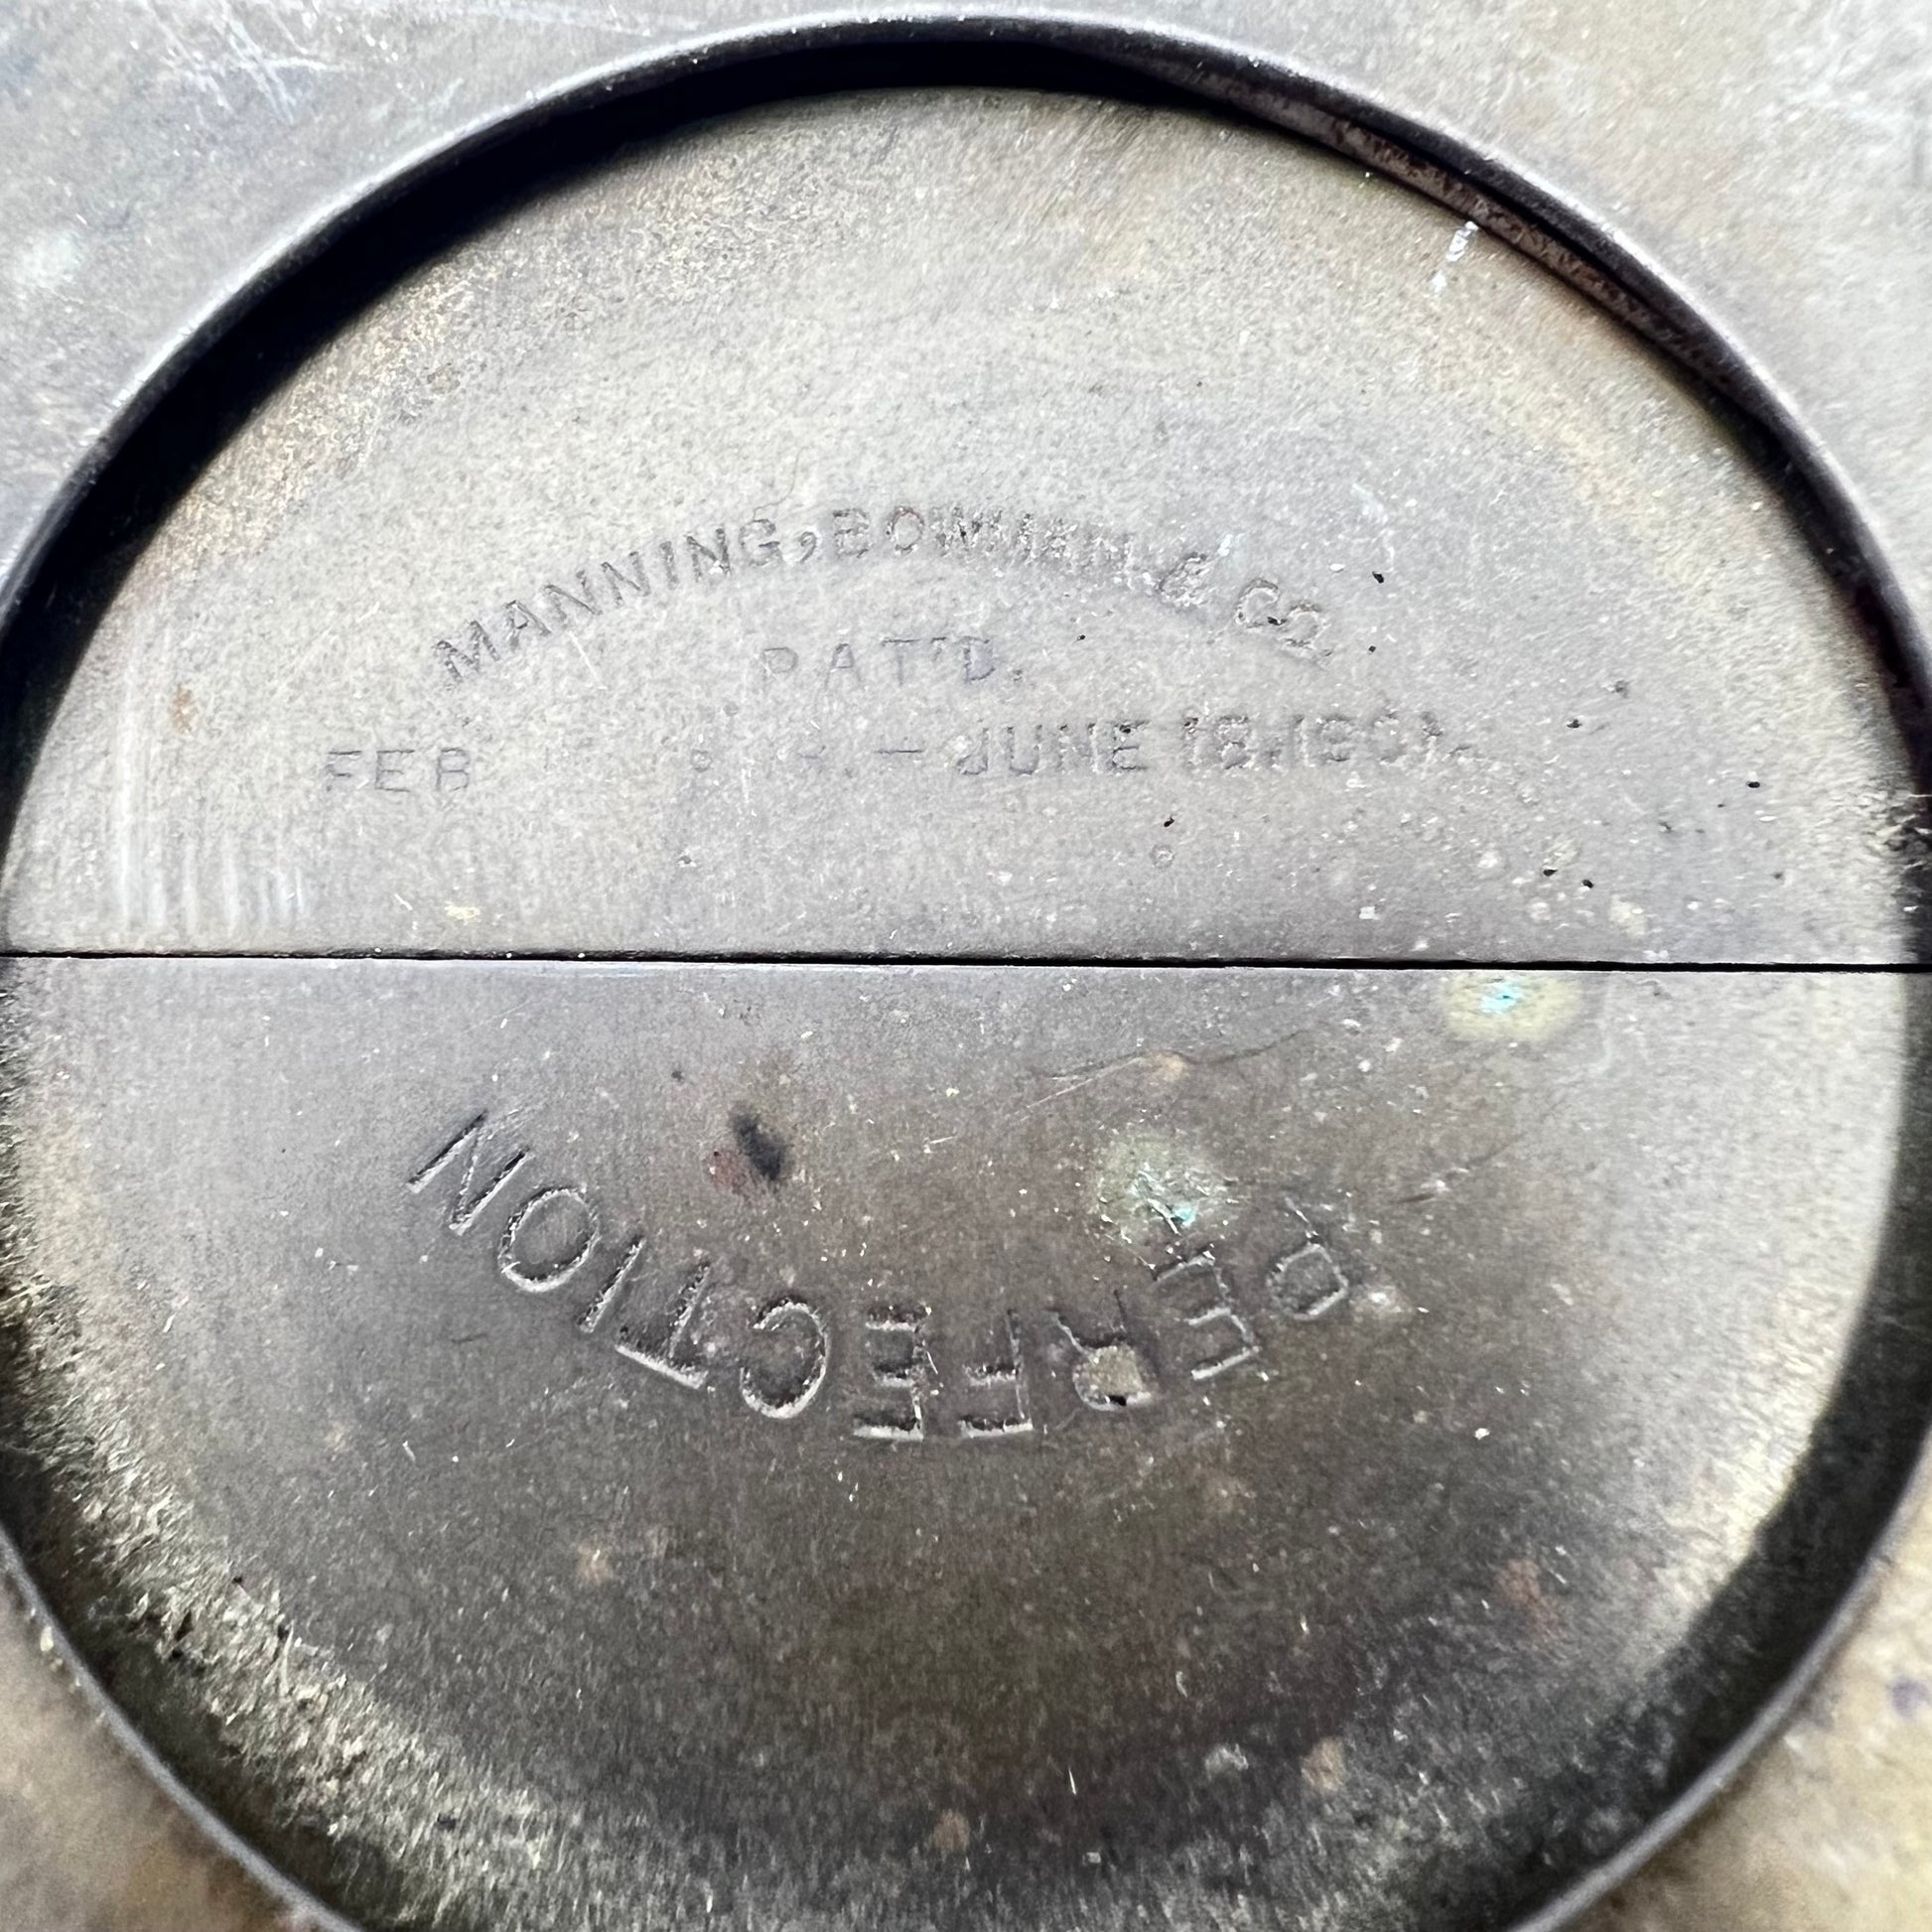 MANNING, BOWMAN & CO.
PAT'D.
FEB — JUNE 18, 1901.
PERFECTION